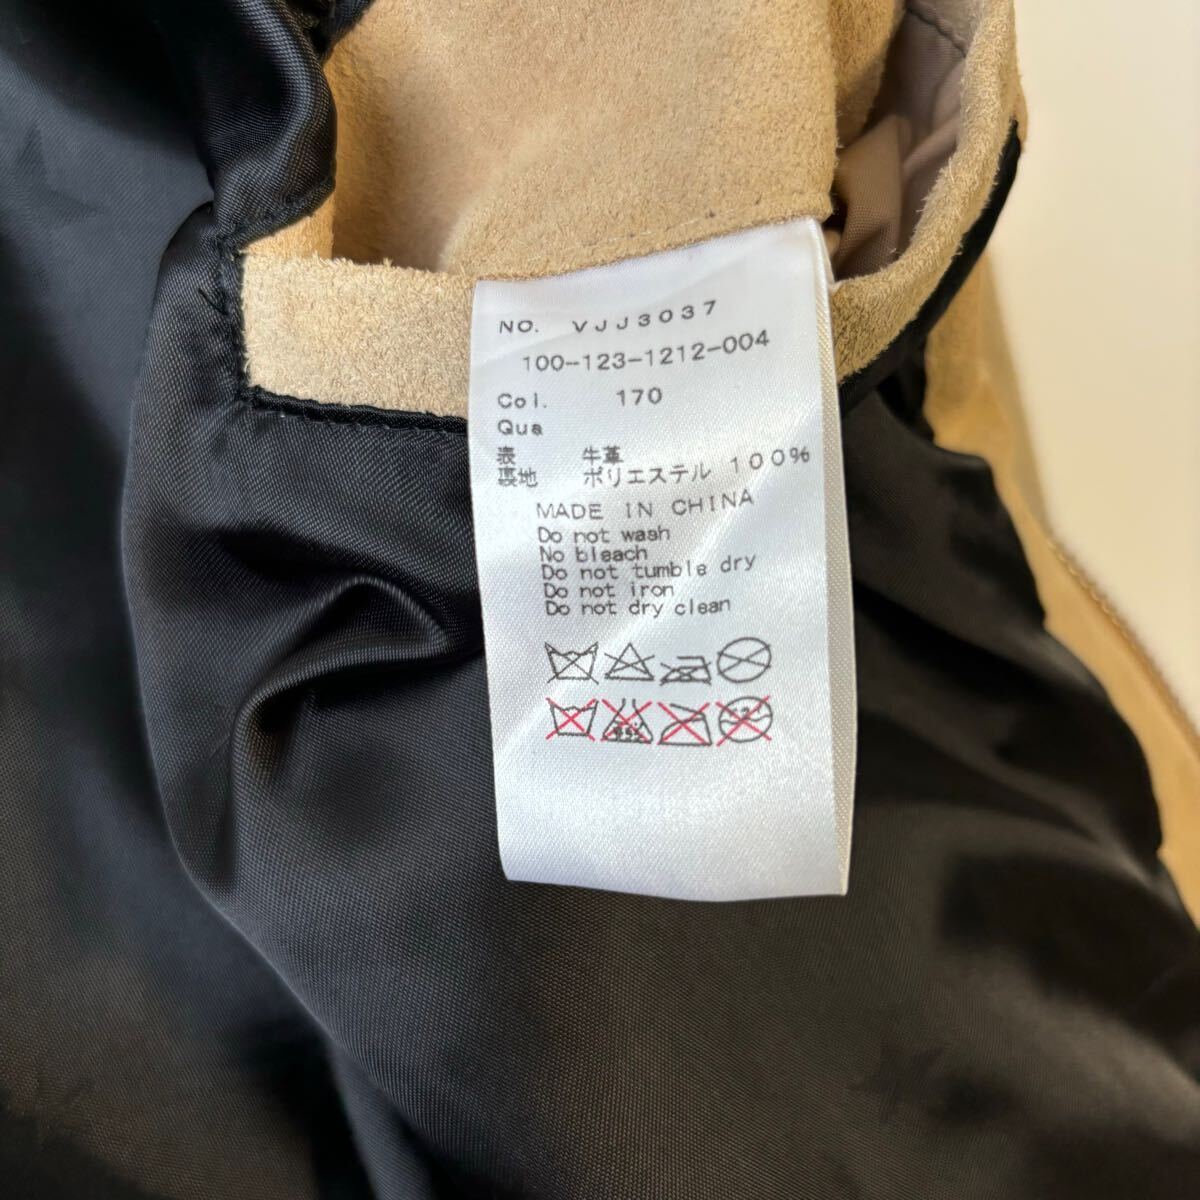 NO. VJJ3037
100-123-1212-004
Col. 170
Qua
表 牛革
裏地 ポリエステル 100%
MADE IN CHINA
Do not wash
No bleach
Do not tumble dry
Do not iron
Do not dry clean